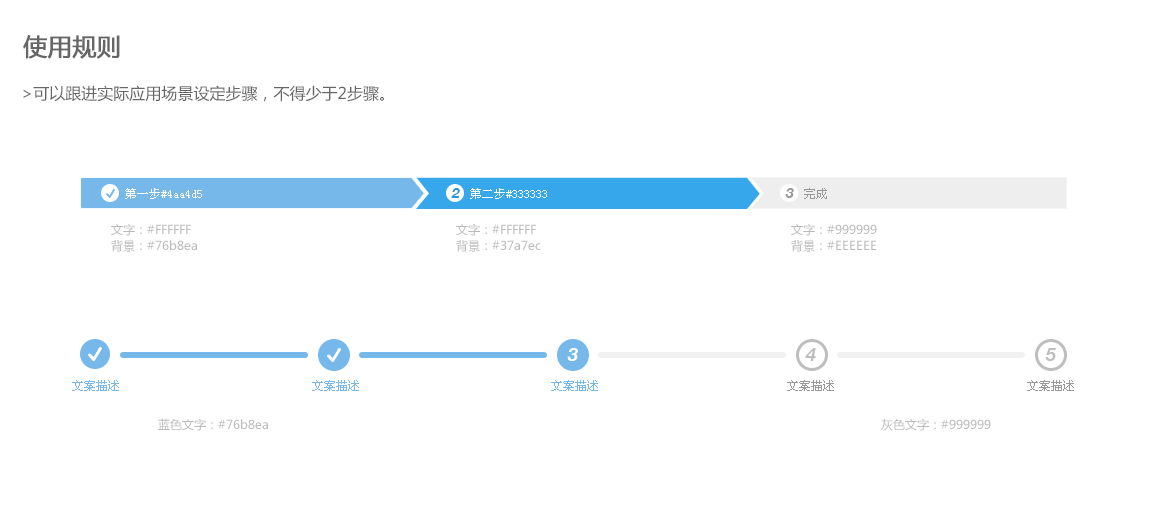 使用规则
>可以跟进实际应用场景设定步骤，不得少于2步骤。
第一步#4aa4d5 2 第二步#333333 3 完成
文字：#FFFFFF 文字：#FFFFFF 文字：#999999
背景：#76b8ea 背景：#37a7ec 背景：#EEEEEE
3 4 5
文案描述 文案描述 文案描述 文案描述 文案描述
蓝色文字：#76b8ea 灰色文字：#999999